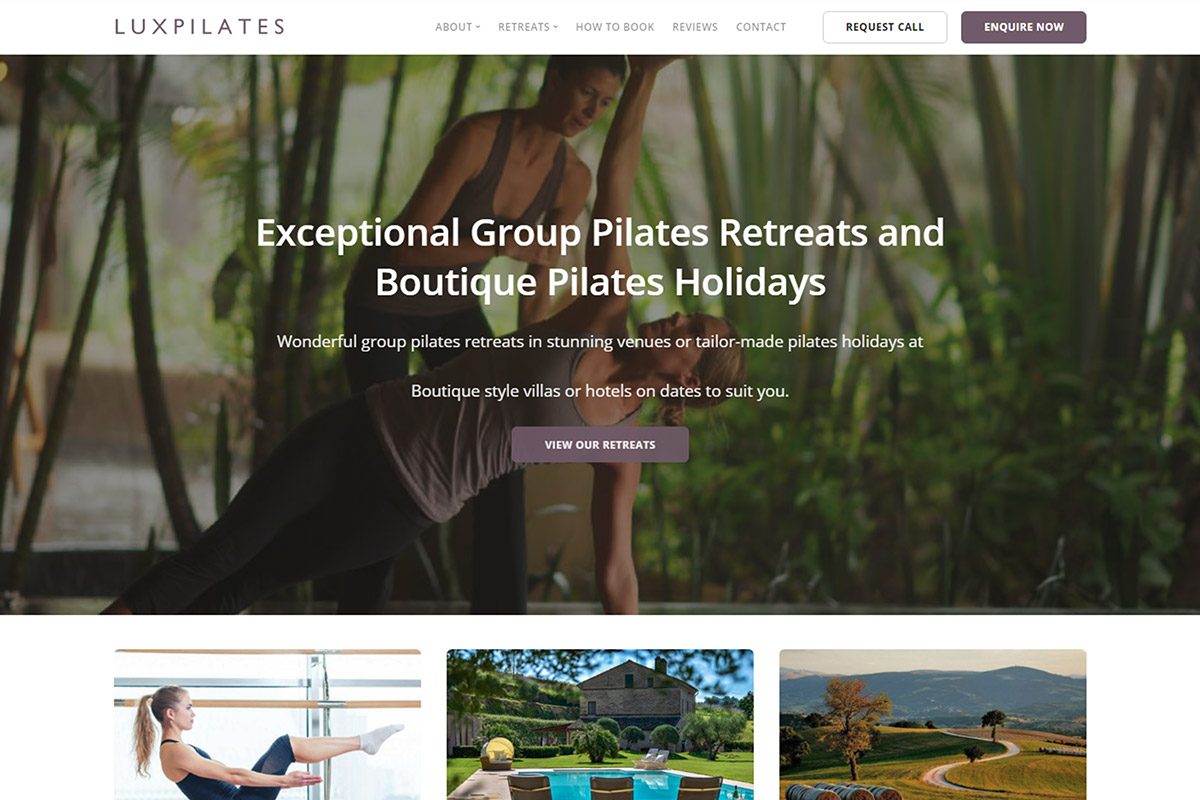 LUXPILATES
ABOUT
RETREATS
HOW TO BOOK
REVIEWS
CONTACT
REQUEST CALL
ENQUIRE NOW
Exceptional Group Pilates Retreats and
Boutique Pilates Holidays
Wonderful group pilates retreats in stunning venues or tailor-made pilates holidays at
Boutique style villas or hotels on dates to suit you.
VIEW OUR RETREATS